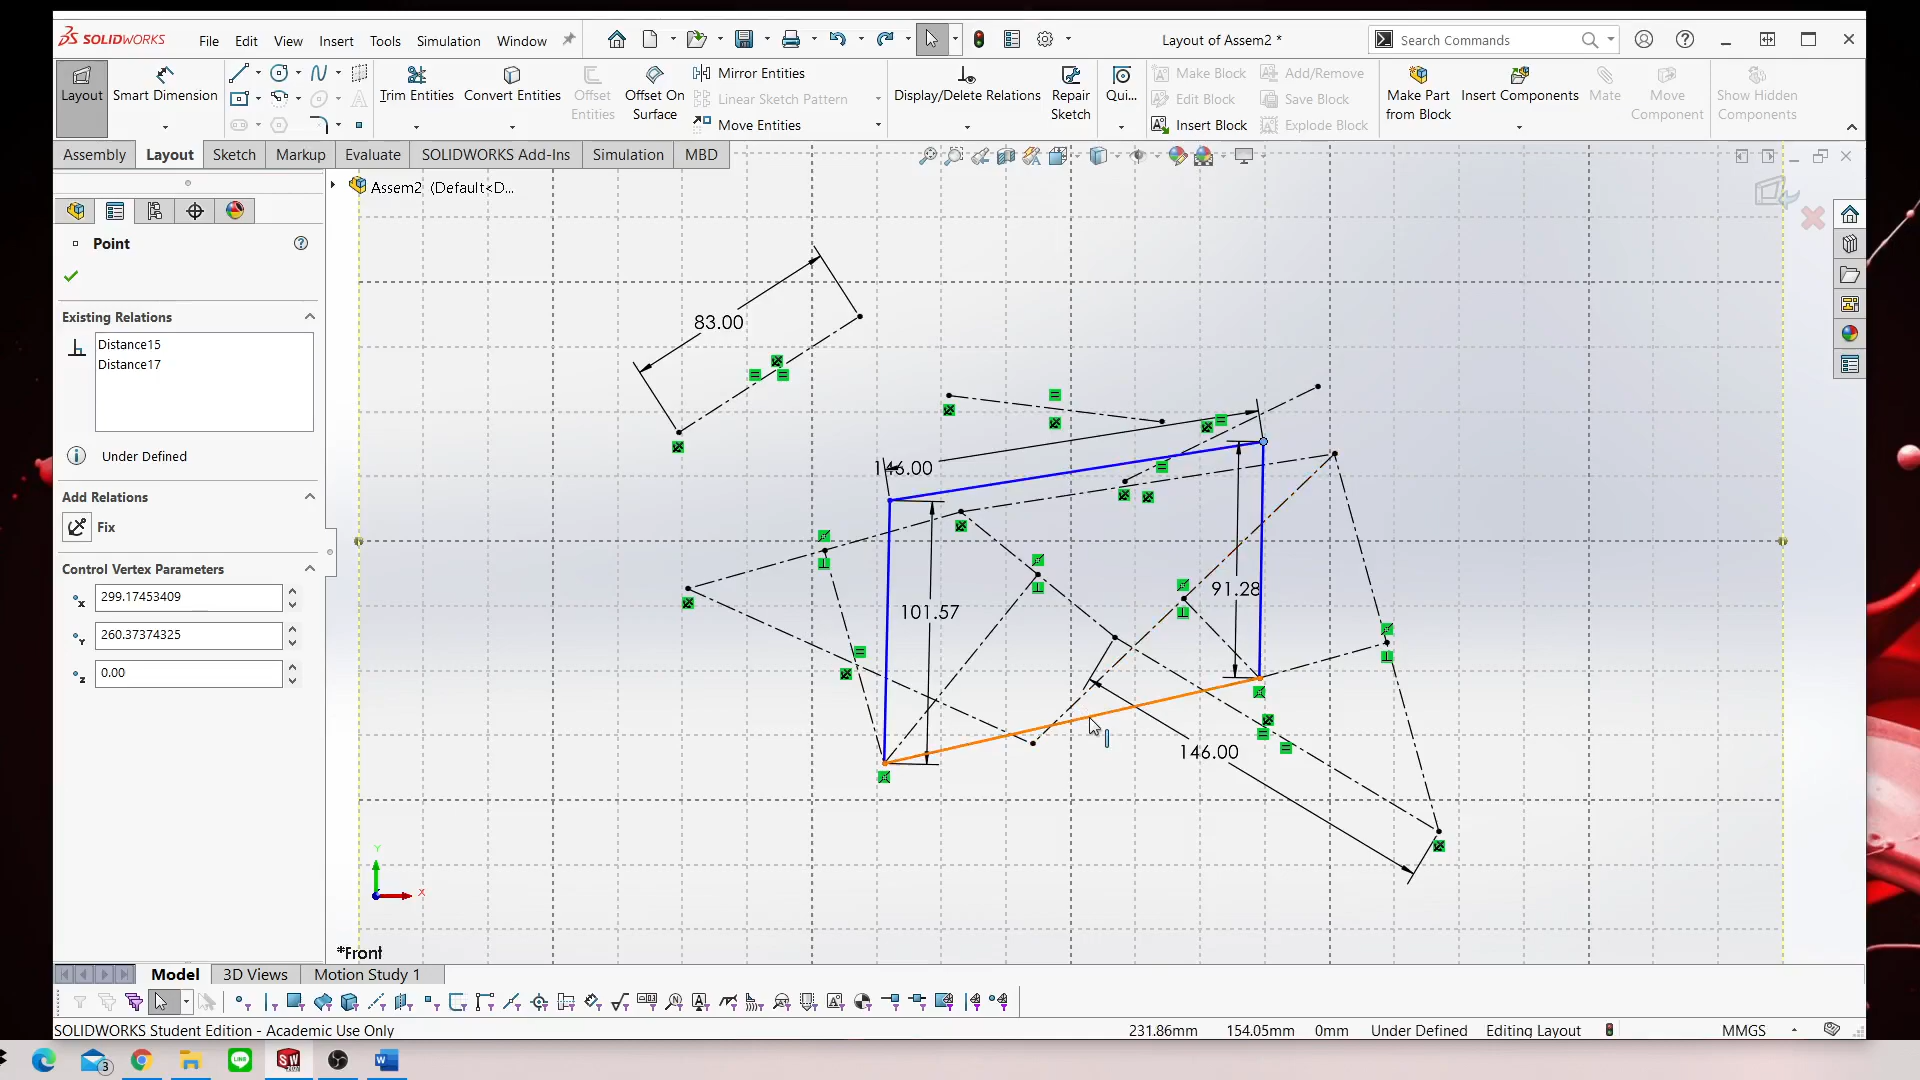 SOLIDWORKS File Edit View Insert Tools Simulation Window Layout of Assem2 * Search Commands
Layout Smart Dimension Trim Entities Convert Entities Offset Entities Offset On Surface Mirror Entities Linear Sketch Pattern Move Entities Display/Delete Relations Repair Sketch Qui... Make Block Edit Block Insert Block Add/Remove Save Block Explode Block Make Part from Block Insert Components Mate Move Component Show Hidden Components
Assembly Layout Sketch Markup Evaluate SOLIDWORKS Add-Ins Simulation MBD
Assem2 (Default<D...
Point
Existing Relations
Distance15
Distance17
Under Defined
Add Relations
Fix
Control Vertex Parameters
x 299.17453409
Y 260.37374325
z 0.00
83.00
146.00
91.28
101.57
146.00
Y
X
*Front
Model 3D Views Motion Study 1
SOLIDWORKS Student Edition - Academic Use Only 231.86mm 154.05mm 0mm Under Defined Editing Layout MMGS
3 LINE SW W